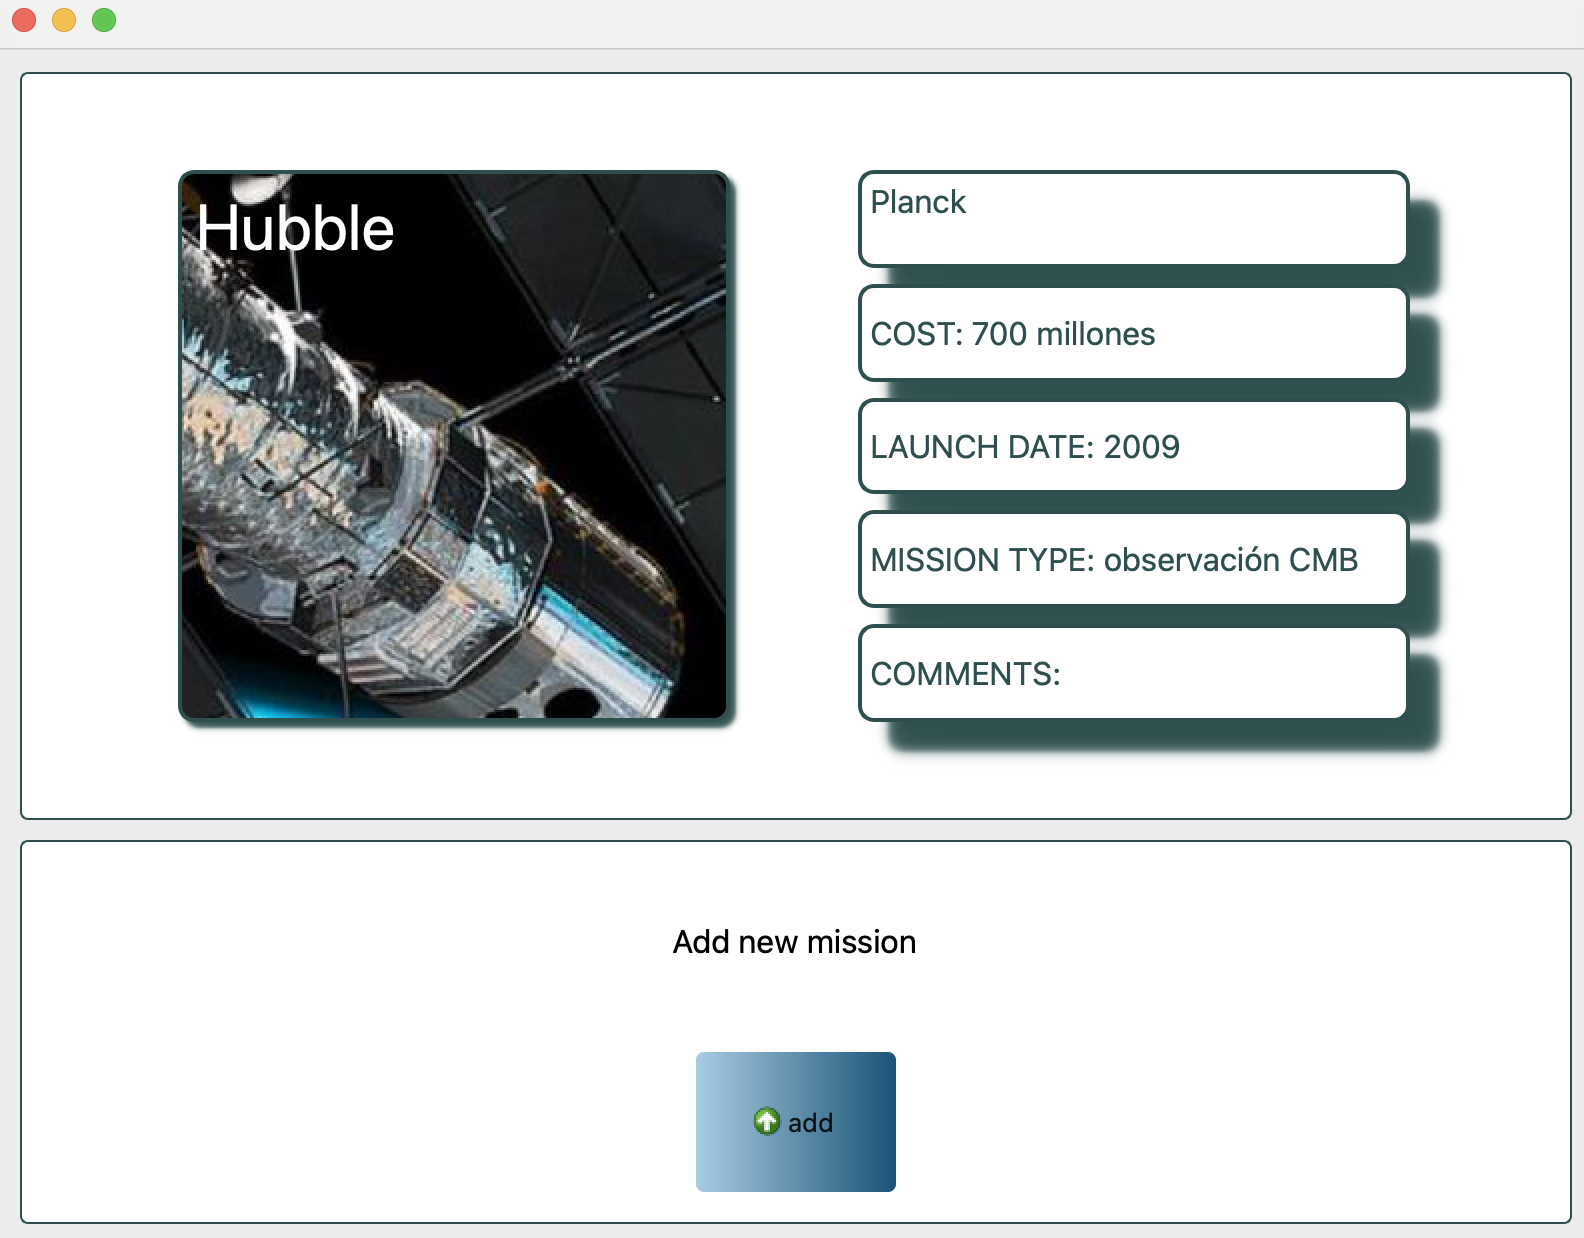 Hubble
Planck
COST: 700 millones
LAUNCH DATE: 2009
MISSION TYPE: observación CMB
COMMENTS:
Add new mission
add